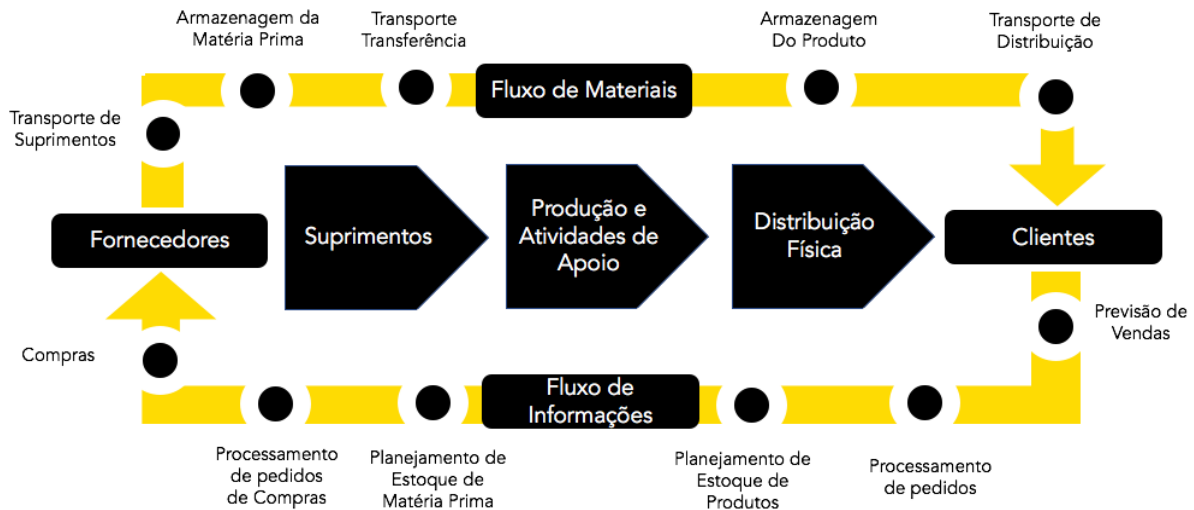 Armazenagem da
Matéria Prima
Transporte
Transferência
Armazenagem
Do Produto
Transporte de
Distribuição
Fluxo de Materiais
Transporte de
Suprimentos
Fornecedores
Suprimentos
Produção e
Atividades de
Apoio
Distribuição
Física
Clientes
Previsão de
Vendas
Compras
Fluxo de
Informações
Processamento
de pedidos
de Compras
Planejamento de
Estoque de
Matéria Prima
Planejamento de
Estoque de
Produtos
Processamento
de pedidos